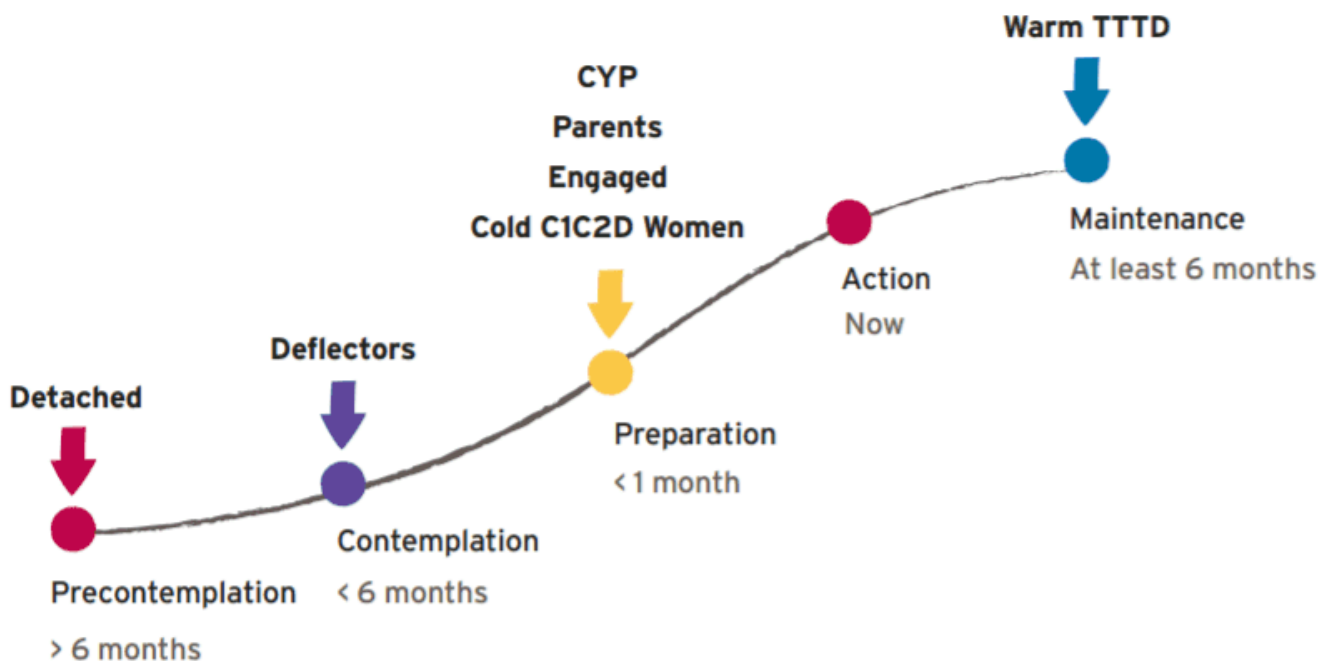 Detached
Precontemplation
> 6 months
Deflectors
Contemplation
< 6 months
CYP
Parents
Engaged
Cold C1C2D Women
Preparation
< 1 month
Action
Now
Warm TTTD
Maintenance
At least 6 months